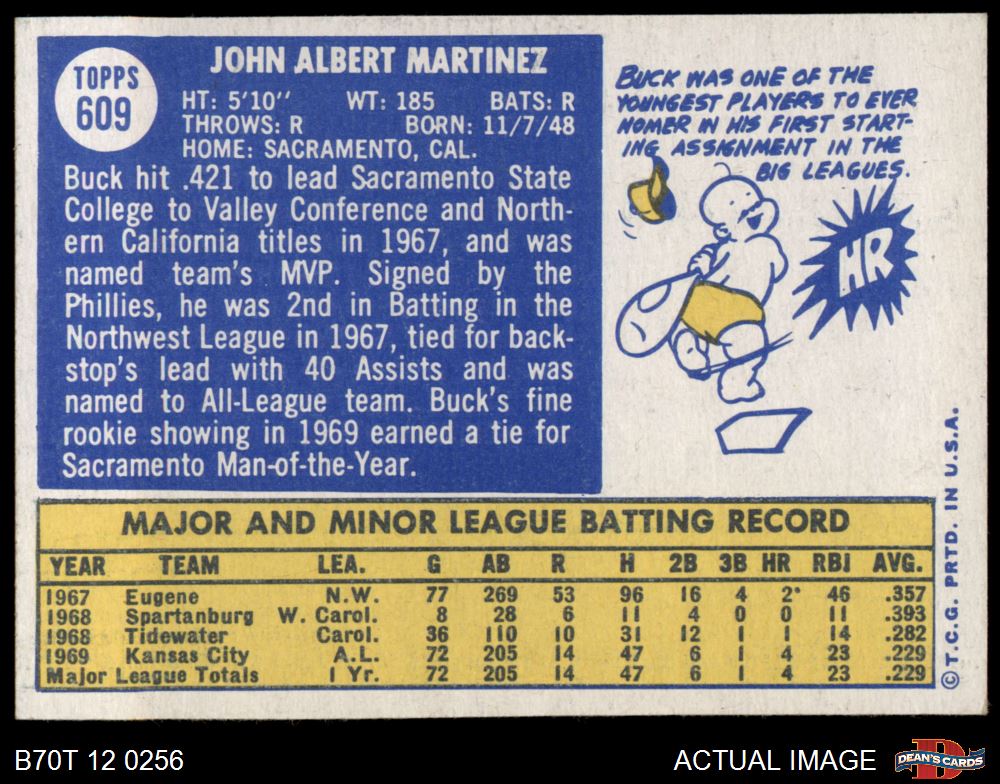 TOPPS
609
JOHN ALBERT MARTINEZ
HT: 5'10" WT: 185 BATS: R
THROWS: R BORN: 11/7/48
HOME: SACRAMENTO, CAL.
Buck hit .421 to lead Sacramento State
College to Valley Conference and North-
ern California titles in 1967, and was
named team's MVP. Signed by the
Phillies, he was 2nd in Batting in the
Northwest League in 1967, tied for back-
stop's lead with 40 Assists and was
named to All-League team. Buck's fine
rookie showing in 1969 earned a tie for
Sacramento Man-of-the-Year.
BUCK WAS ONE OF THE
YOUNGEST PLAYERS TO EVER
HOMER IN HIS FIRST START-
ING ASSIGNMENT IN THE
BIG LEAGUES.
HR
MAJOR AND MINOR LEAGUE BATTING RECORD
YEAR TEAM LEA. G AB R H 2B 3B HR RBI AVG.
1967 Eugene N.W. 77 269 53 96 16 4 2* 46 .357
1968 Spartanburg W. Carol. 8 28 6 11 4 0 0 11 .393
1968 Tidewater Carol. 36 110 10 31 12 1 1 14 .282
1969 Kansas City A.L. 72 205 14 47 6 1 4 23 .229
Major League Totals 1 Yr. 72 205 14 47 6 1 4 23 .229
© T.C.G. PRTD. IN U.S.A.
B70T 12 0256
ACTUAL IMAGE
D
DEAN'S CARDS